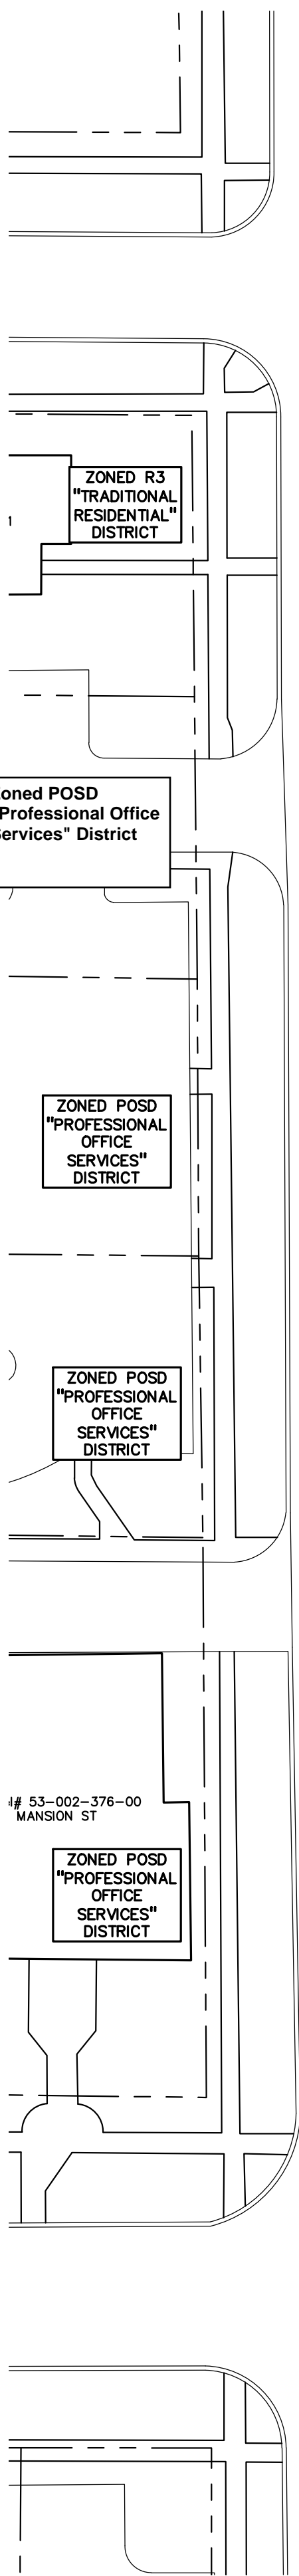 ZONED R3
"TRADITIONAL
RESIDENTIAL"
DISTRICT
oned POSD
Professional Office
ervices" District
ZONED POSD
"PROFESSIONAL
OFFICE
SERVICES"
DISTRICT
ZONED POSD
"PROFESSIONAL
OFFICE
SERVICES"
DISTRICT
# 53-002-376-00
MANSION ST
ZONED POSD
"PROFESSIONAL
OFFICE
SERVICES"
DISTRICT